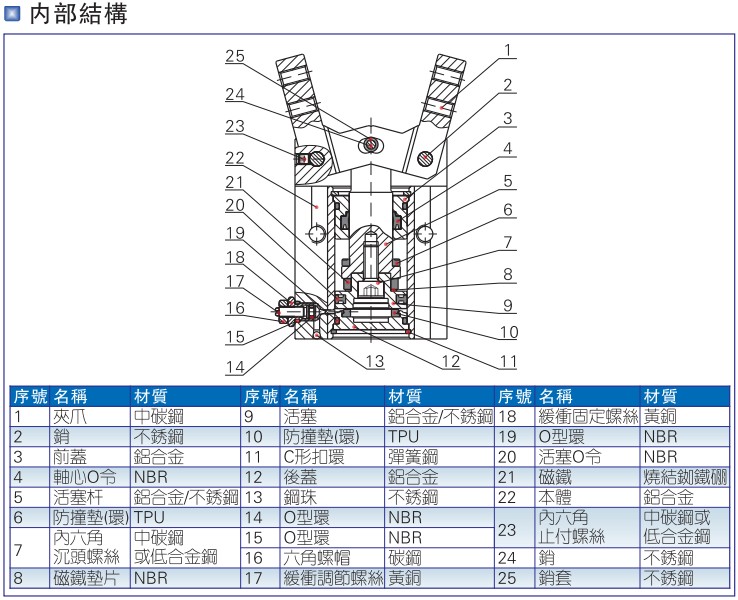 内部結構
25
24
23
22
21
20
19
18
17
16
15
14
1
2
3
4
5
6
7
8
9
10
11
12
13
序號 名稱 材質 序號 名稱 材質 序號 名稱 材質
1 夾爪 中碳鋼 9 活塞 鋁合金/不銹鋼 18 緩衝固定螺絲 黃銅
2 銷 不銹鋼 10 防撞墊(環) TPU 19 O型環 NBR
3 前蓋 鋁合金 11 C形扣環 彈簧鋼 20 活塞O令 NBR
4 軸心O令 NBR 12 後蓋 鋁合金 21 磁鐵 燒結釹鐵硼
5 活塞杆 鋁合金/不銹鋼 13 鋼珠 不銹鋼 22 本體 鋁合金
6 防撞墊(環) TPU 14 O型環 NBR 23 內六角 止付螺絲 中碳鋼或 低合金鋼
7 內六角 沉頭螺絲 中碳鋼 或低合金鋼 15 O型環 NBR
16 六角螺帽 碳鋼 24 銷 不銹鋼
8 磁鐵墊片 NBR 17 緩衝調節螺絲 黃銅 25 銷套 不銹鋼